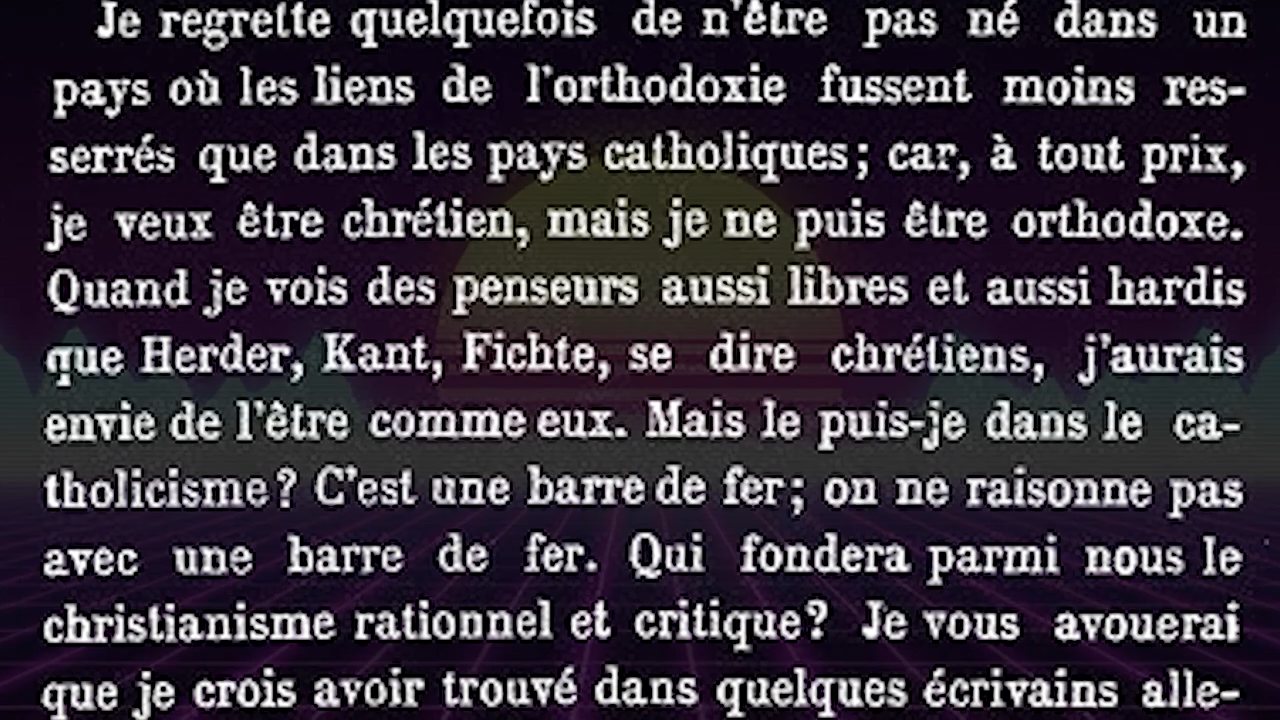 Je regrette quelquefois de n'être pas né dans un
pays où les liens de l'orthodoxie fussent moins res-
serrés que dans les pays catholiques; car, à tout prix,
je veux être chrétien, mais je ne puis être orthodoxe.
Quand je vois des penseurs aussi libres et aussi hardis
que Herder, Kant, Fichte, se dire chrétiens, j'aurais
envie de l'être comme eux. Mais le puis-je dans le ca-
tholicisme? C'est une barre de fer; on ne raisonne pas
avec une barre de fer. Qui fondera parmi nous le
christianisme rationnel et critique? Je vous avouerai
que je crois avoir trouvé dans quelques écrivains alle-